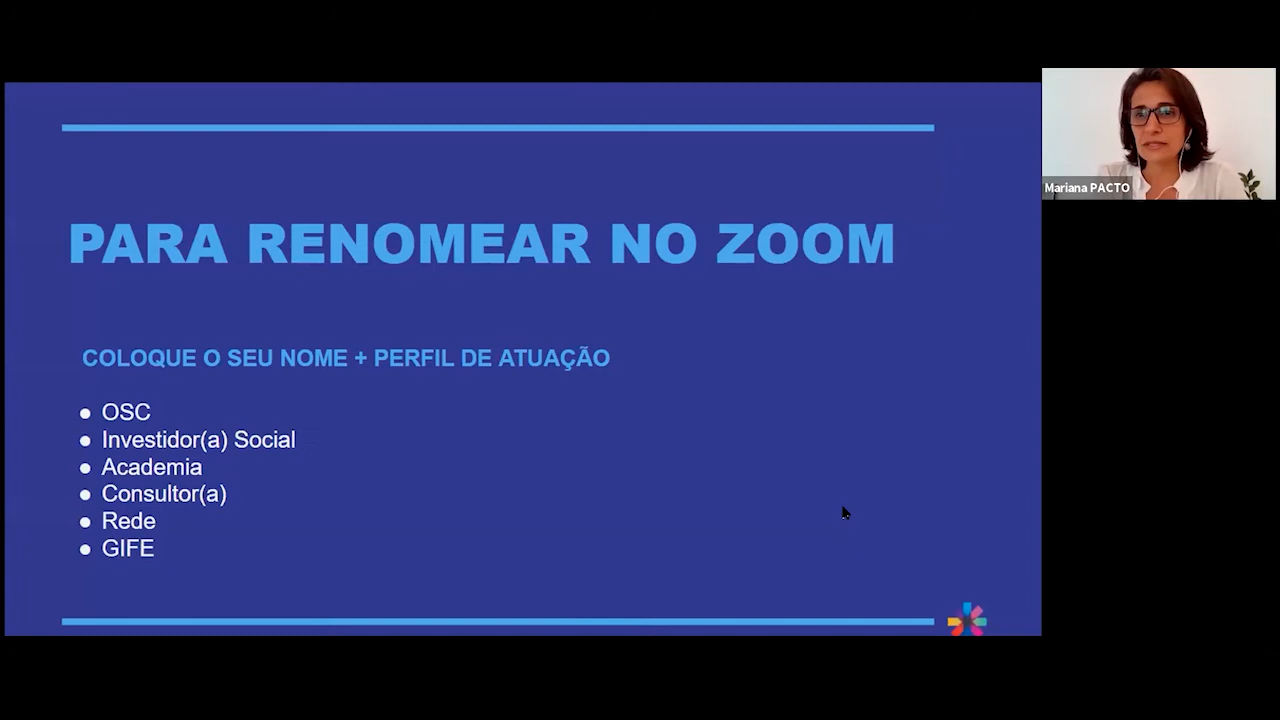 PARA RENOMEAR NO ZOOM
COLOQUE O SEU NOME + PERFIL DE ATUAÇÃO
● OSC
● Investidor(a) Social
● Academia
● Consultor(a)
● Rede
● GIFE
Mariana PACTO